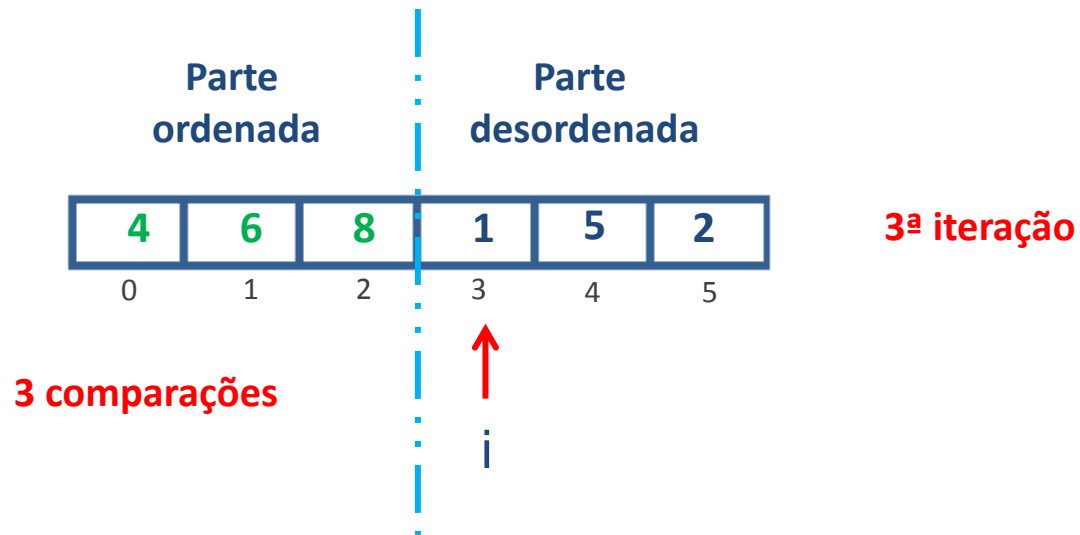 Parte
ordenada
Parte
desordenada
4 6 8 1 5 2
3ª iteração
0 1 2 3 4 5
3 comparações
i